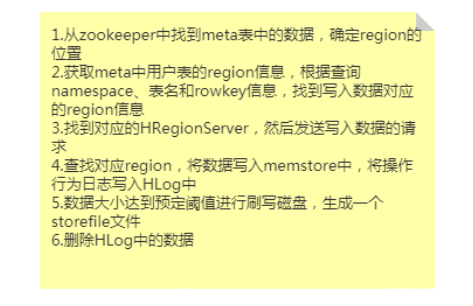 1.从zookeeper中找到meta表中的数据，确定region的
位置
2.获取meta中用户表的region信息，根据查询
namespace、表名和rowkey信息，找到写入数据对应
的region信息
3.找到对应的HRegionServer，然后发送写入数据的请
求
4.查找对应region，将数据写入memstore中，将操作
行为日志写入HLog中
5.数据大小达到预定阈值进行刷写磁盘，生成一个
storefile文件
6.删除HLog中的数据